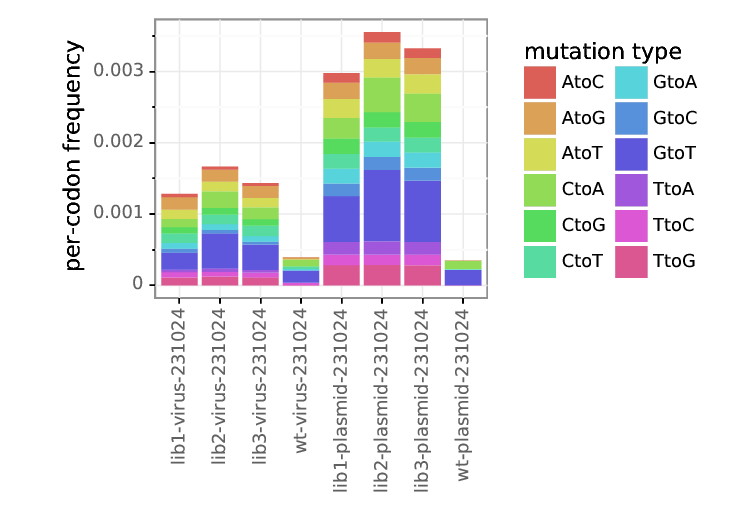 per-codon frequency
0.003
0.002
0.001
0
lib1-virus-231024
lib2-virus-231024
lib3-virus-231024
wt-virus-231024
lib1-plasmid-231024
lib2-plasmid-231024
lib3-plasmid-231024
wt-plasmid-231024
mutation type
AtoC
AtoG
AtoT
CtoA
CtoG
CtoT
GtoA
GtoC
GtoT
TtoA
TtoC
TtoG